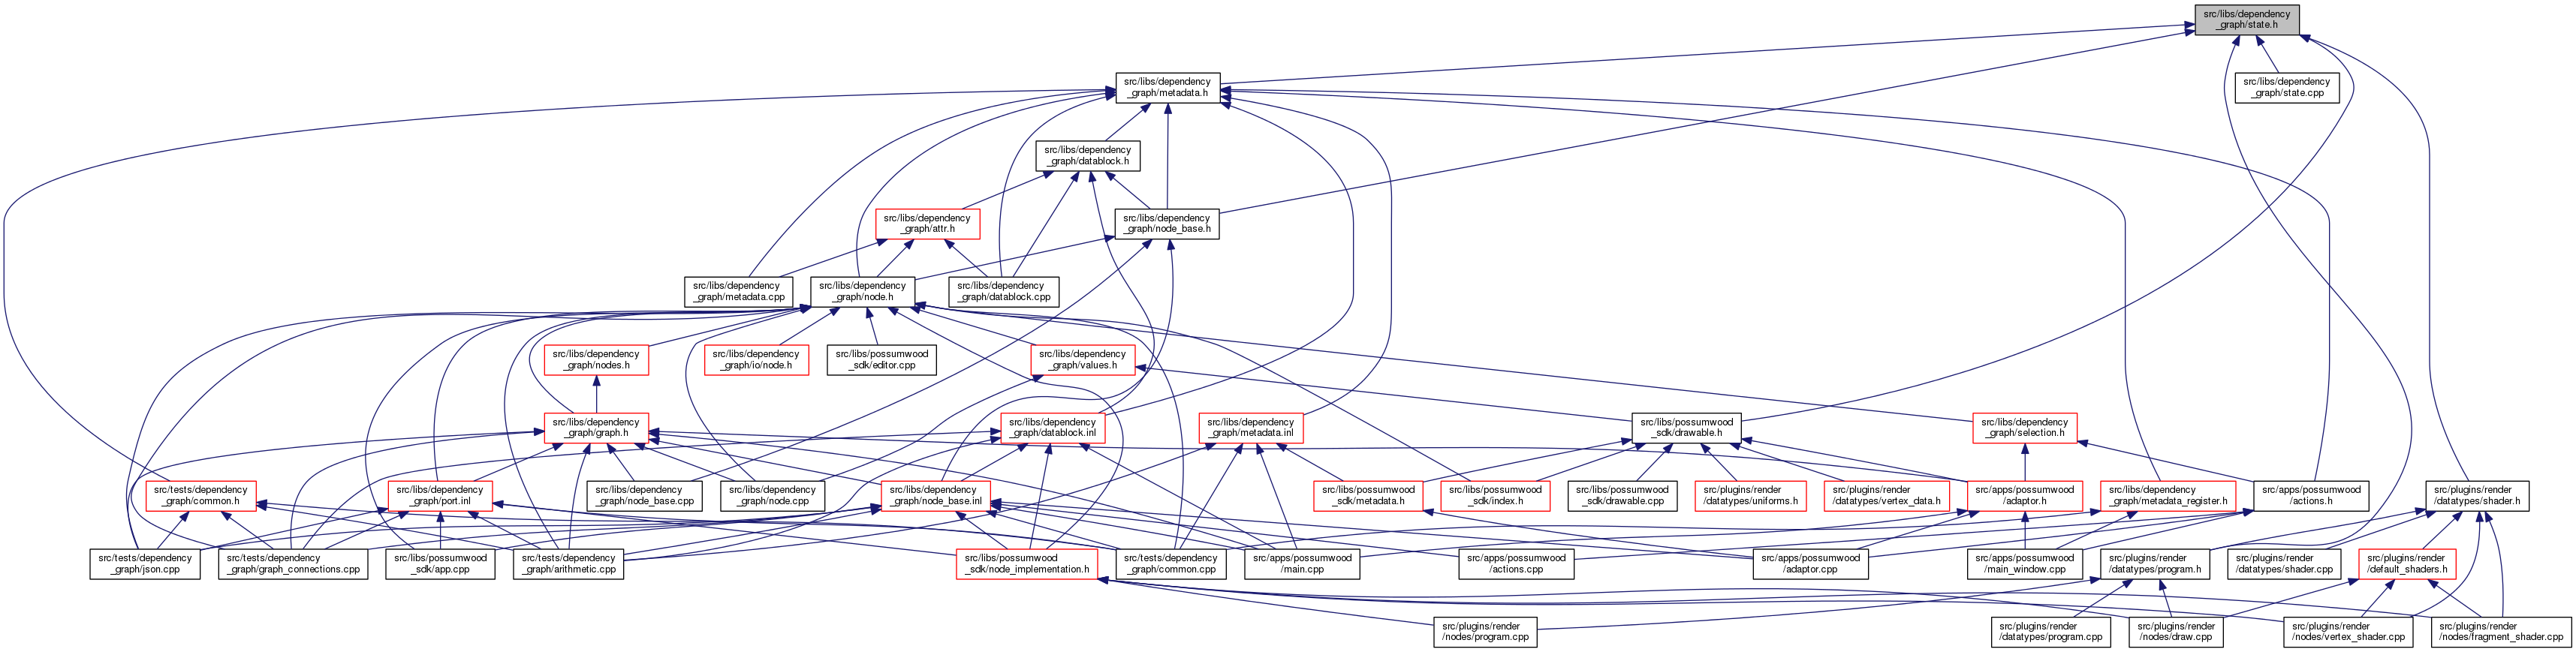 src/libs/dependency
_graph/state.h
src/libs/dependency
_graph/metadata.h
src/libs/dependency
_graph/state.cpp
src/libs/dependency
_graph/datablock.h
src/libs/dependency
_graph/attr.h
src/libs/dependency
_graph/node_base.h
src/libs/dependency
_graph/metadata.cpp
src/libs/dependency
_graph/node.h
src/libs/dependency
_graph/datablock.cpp
src/libs/dependency
_graph/nodes.h
src/libs/dependency
_graph/io/node.h
src/libs/possumwood
_sdk/editor.cpp
src/libs/dependency
_graph/values.h
src/libs/dependency
_graph/graph.h
src/libs/dependency
_graph/datablock.inl
src/libs/dependency
_graph/metadata.inl
src/libs/possumwood
_sdk/drawable.h
src/libs/dependency
_graph/selection.h
src/tests/dependency
_graph/common.h
src/libs/dependency
_graph/port.inl
src/libs/dependency
_graph/node_base.cpp
src/libs/dependency
_graph/node.cpp
src/libs/dependency
_graph/node_base.inl
src/libs/possumwood
_sdk/metadata.h
src/libs/possumwood
_sdk/index.h
src/libs/possumwood
_sdk/drawable.cpp
src/plugins/render
/datatypes/uniforms.h
src/plugins/render
/datatypes/vertex_data.h
src/apps/possumwood
/adaptor.h
src/libs/dependency
_graph/metadata_register.h
src/apps/possumwood
/actions.h
src/plugins/render
/datatypes/shader.h
src/tests/dependency
_graph/json.cpp
src/tests/dependency
_graph/graph_connections.cpp
src/libs/possumwood
_sdk/app.cpp
src/tests/dependency
_graph/arithmetic.cpp
src/libs/possumwood
_sdk/node_implementation.h
src/tests/dependency
_graph/common.cpp
src/apps/possumwood
/main.cpp
src/apps/possumwood
/actions.cpp
src/apps/possumwood
/adaptor.cpp
src/apps/possumwood
/main_window.cpp
src/plugins/render
/datatypes/program.h
src/plugins/render
/datatypes/shader.cpp
src/plugins/render
/default_shaders.h
src/plugins/render
/nodes/program.cpp
src/plugins/render
/datatypes/program.cpp
src/plugins/render
/nodes/draw.cpp
src/plugins/render
/nodes/vertex_shader.cpp
src/plugins/render
/nodes/fragment_shader.cpp